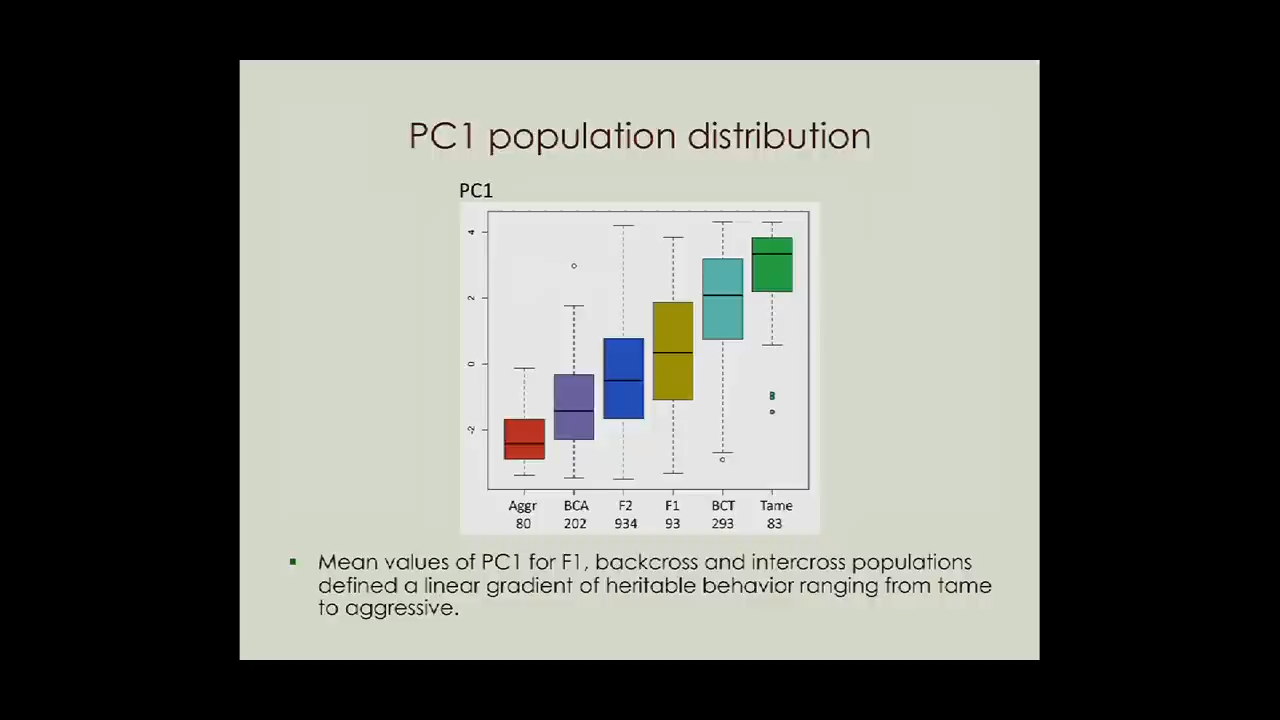 PC1 population distribution
PC1
4
2
0
-2
Aggr BCA F2 F1 BCT Tame
80 202 934 93 293 83
▪ Mean values of PC1 for F1, backcross and intercross populations
defined a linear gradient of heritable behavior ranging from tame
to aggressive.